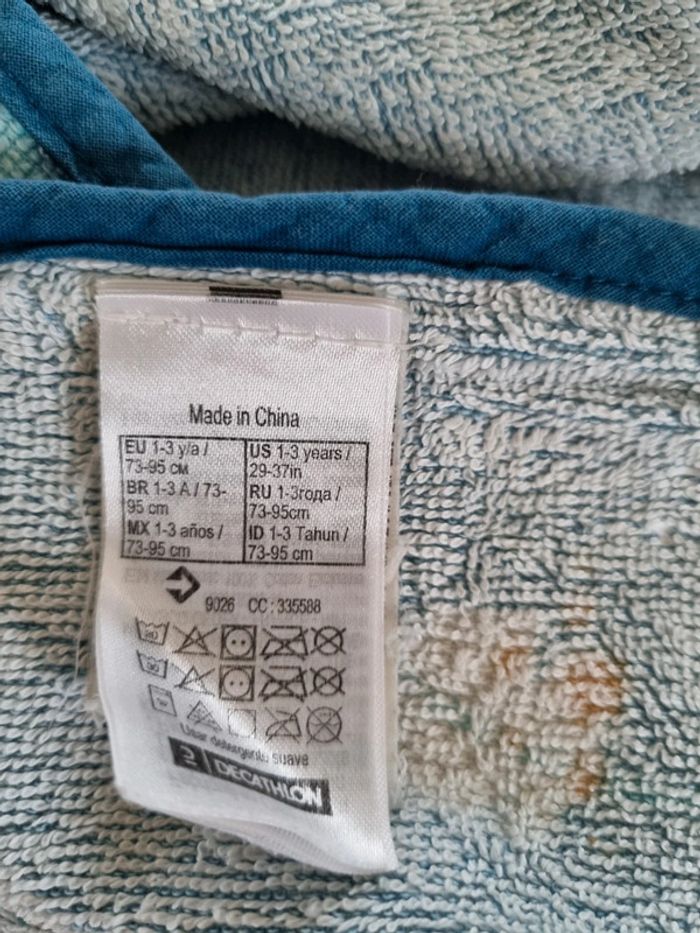 Made in China
EU 1-3 y/a /
73-95 см
BR 1-3 A / 73-
95 cm
MX 1-3 años /
73-95 cm
US 1-3 years /
29-37in
RU 1-3года /
73-95cm
ID 1-3 Tahun /
73-95 cm
9026 CC : 335588
Usar detergente suave
DECATHLON